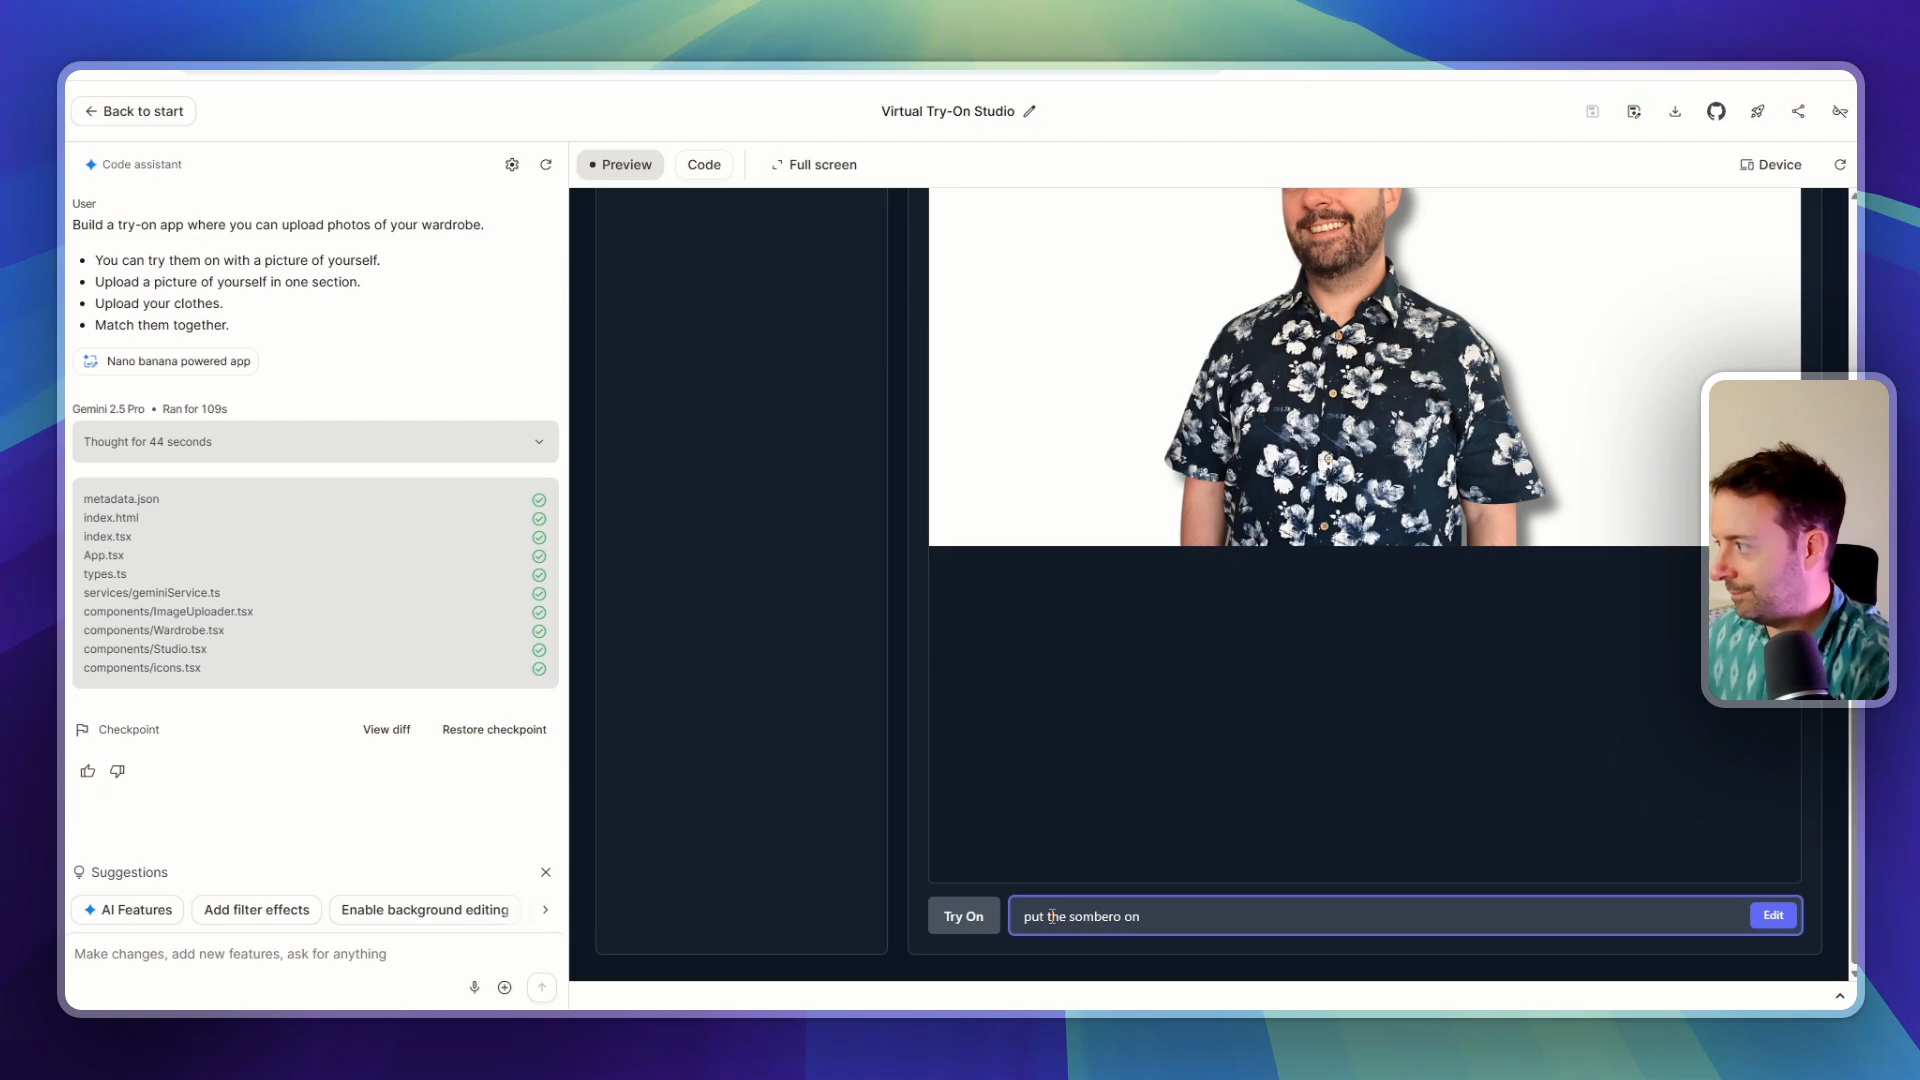 Back to start
Virtual Try-On Studio
Code assistant
Preview
Code
Full screen
Device
User
Build a try-on app where you can upload photos of your wardrobe.
You can try them on with a picture of yourself.
Upload a picture of yourself in one section.
Upload your clothes.
Match them together.
Nano banana powered app
Gemini 2.5 Pro • Ran for 109s
Thought for 44 seconds
metadata.json
index.html
index.tsx
App.tsx
types.ts
services/geminiService.ts
components/ImageUploader.tsx
components/Wardrobe.tsx
components/Studio.tsx
components/icons.tsx
Checkpoint
View diff
Restore checkpoint
Suggestions
AI Features
Add filter effects
Enable background editing
Make changes, add new features, ask for anything
Try On
put the sombero on
Edit